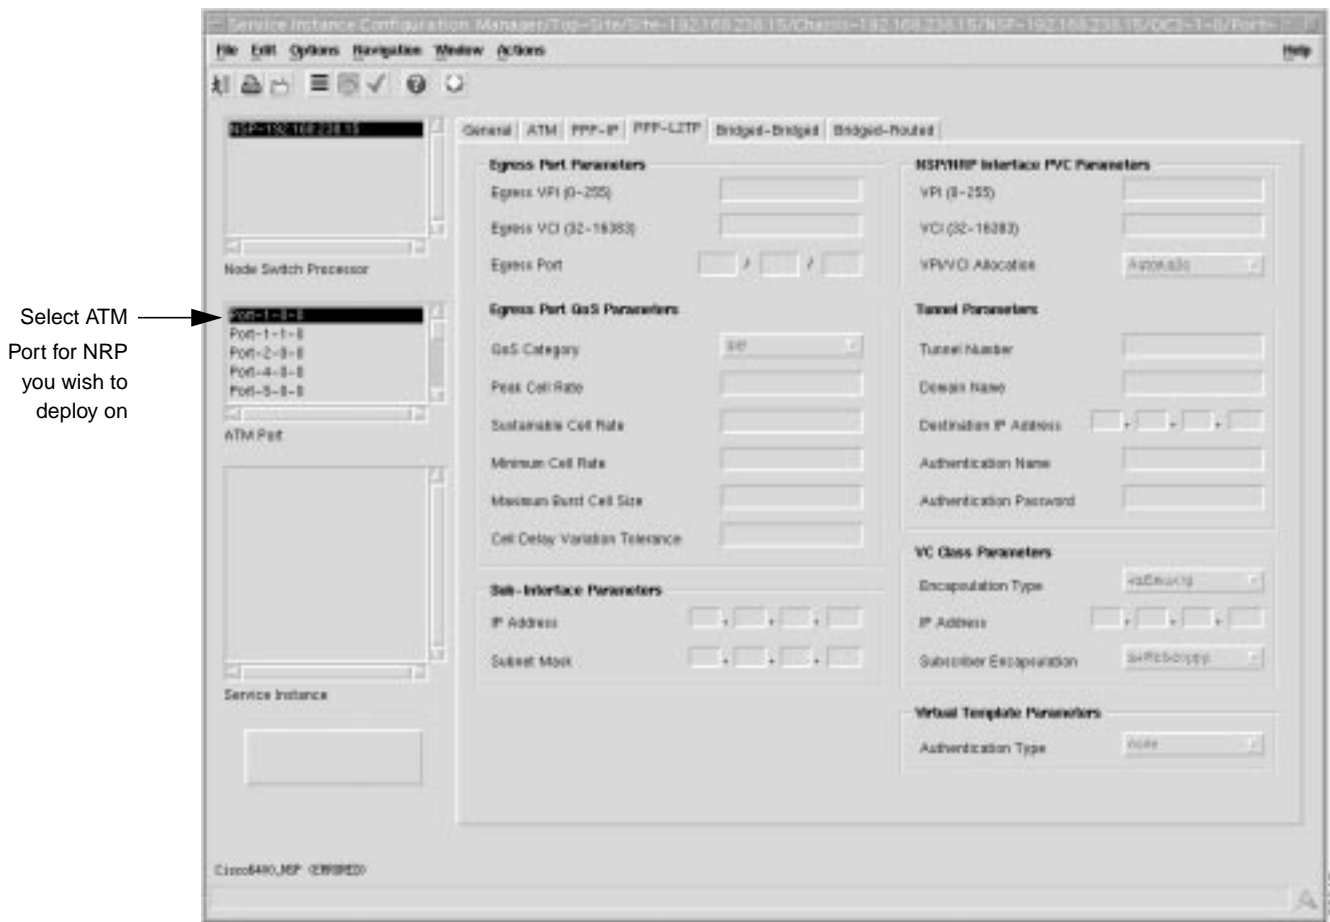 Service Instance Configuration Manager/Top-Site/Site-192.168.238.15/Chassis-192.168.238.15/NSP-192.168.238.15/OC3-1-0/Port-
File Edit Options Navigation Window Actions Help
NSP-192.168.238.15
Node Switch Processor
Select ATM
Port for NRP
you wish to
deploy on
Port-1-0-0
Port-1-1-0
Port-2-0-0
Port-4-0-0
Port-5-0-0
ATM Port
Service Instance
General ATM PPP-IP PPP-L2TP Bridged-Bridged Bridged-Routed
Egress Port Parameters
Egress VPI (0-255)
Egress VCI (32-16383)
Egress Port / /
Egress Port QoS Parameters
QoS Category
Peak Cell Rate
Sustainable Cell Rate
Minimum Cell Rate
Maximum Burst Cell Size
Cell Delay Variation Tolerance
Sub-Interface Parameters
IP Address . . .
Subnet Mask . . .
NSP/NRP Interface PVC Parameters
VPI (0-255)
VCI (32-16383)
VPI/VCI Allocation Automatic
Tunnel Parameters
Tunnel Number
Domain Name
Destination IP Address . . .
Authentication Name
Authentication Password
VC Class Parameters
Encapsulation Type
IP Address . . .
Subscriber Encapsulation
Virtual Template Parameters
Authentication Type none
Cisco6400_NSP <ERRORED>